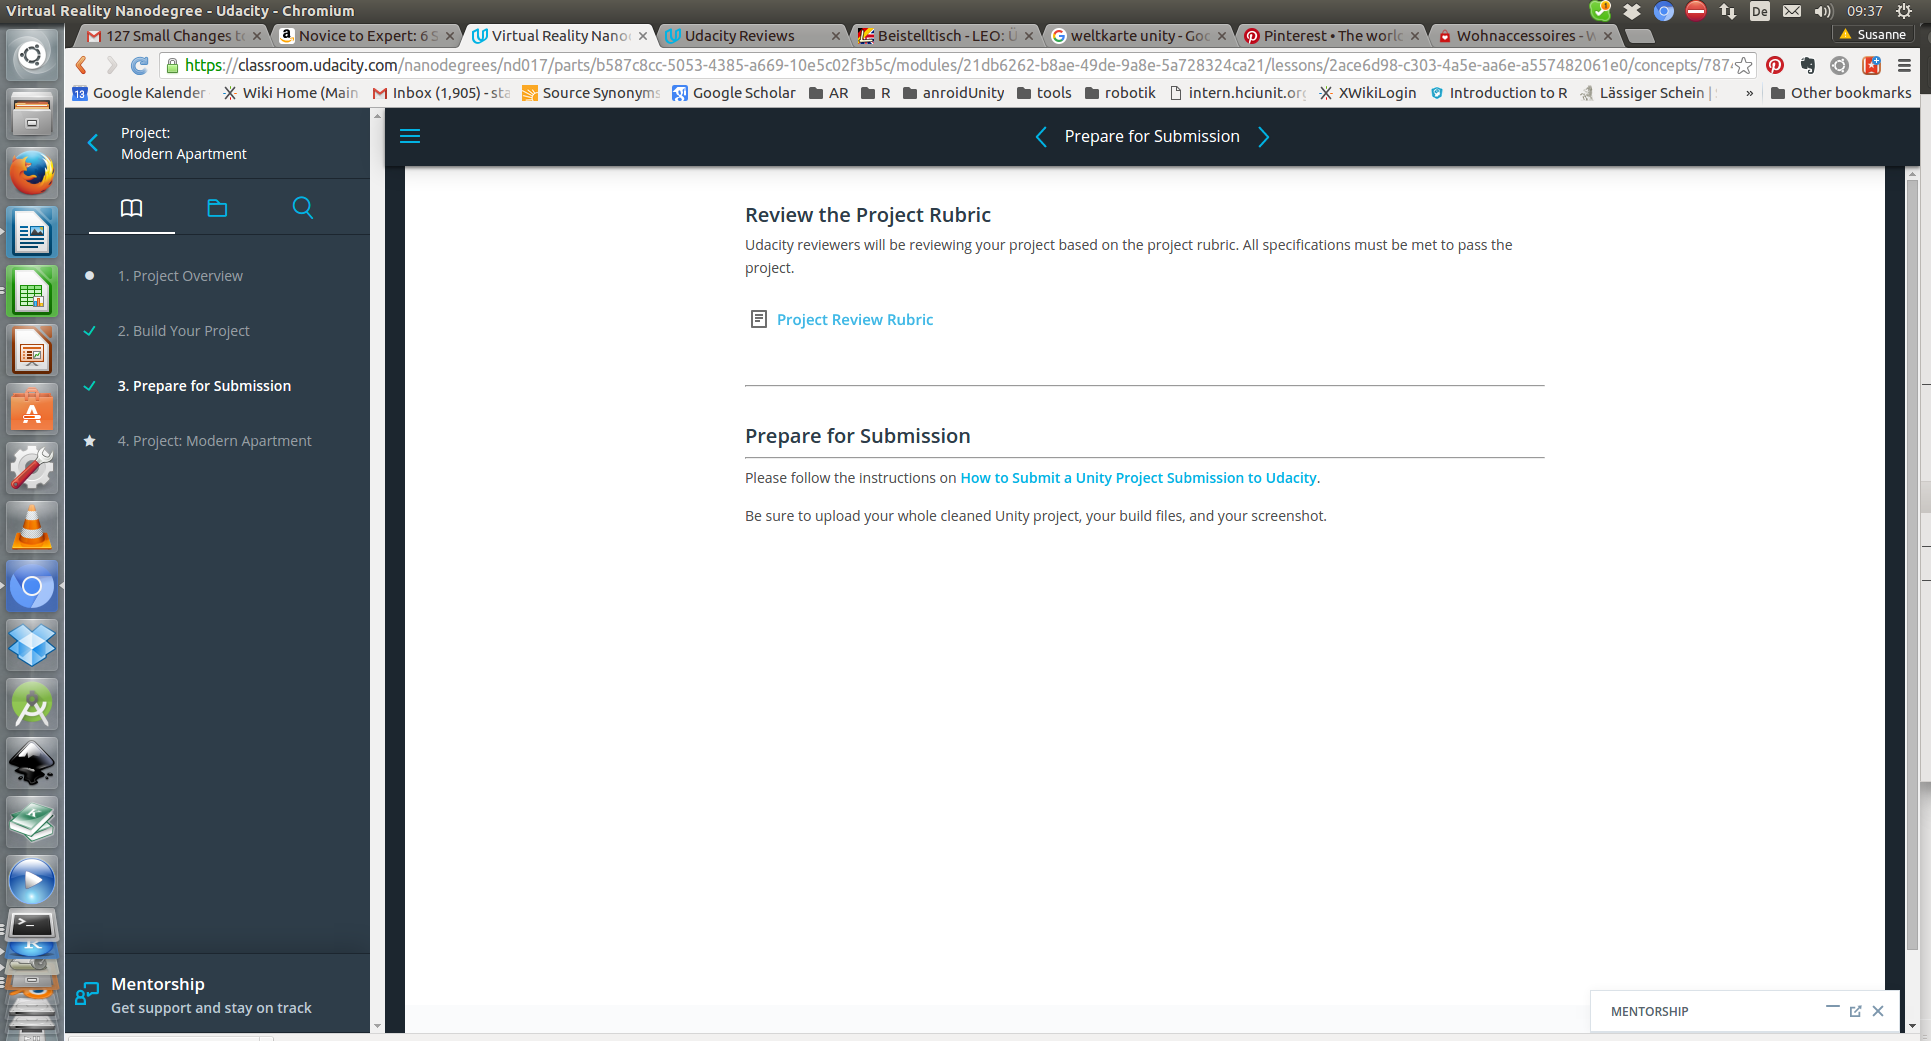 Virtual Reality Nanodegree - Udacity - Chromium
De
09:37
127 Small Changes to
Novice to Expert: 6 S
Virtual Reality Nano
Udacity Reviews
Beistelltisch - LEO: Ü
weltkarte unity - Goo
Pinterest • The world
Wohnaccessoires - W
Susanne
https://classroom.udacity.com/nanodegrees/nd017/parts/b587c8cc-5053-4385-a669-10e5c02f3b5c/modules/21db6262-b8ae-49de-9a8e-5a728324ca21/lessons/2ace6d98-c303-4a5e-aa6e-a557482061e0/concepts/787
Google Kalender
Wiki Home (Main
Inbox (1,905) - sta
Source Synonyms
Google Scholar
AR
R
anroidUnity
tools
robotik
intern.hciunit.org
XWikiLogin
Introduction to R
Lässiger Schein |
»
Other bookmarks
Project:
Modern Apartment
1. Project Overview
2. Build Your Project
3. Prepare for Submission
4. Project: Modern Apartment
Mentorship
Get support and stay on track
Prepare for Submission
Review the Project Rubric
Udacity reviewers will be reviewing your project based on the project rubric. All specifications must be met to pass the
project.
Project Review Rubric
Prepare for Submission
Please follow the instructions on How to Submit a Unity Project Submission to Udacity.
Be sure to upload your whole cleaned Unity project, your build files, and your screenshot.
MENTORSHIP